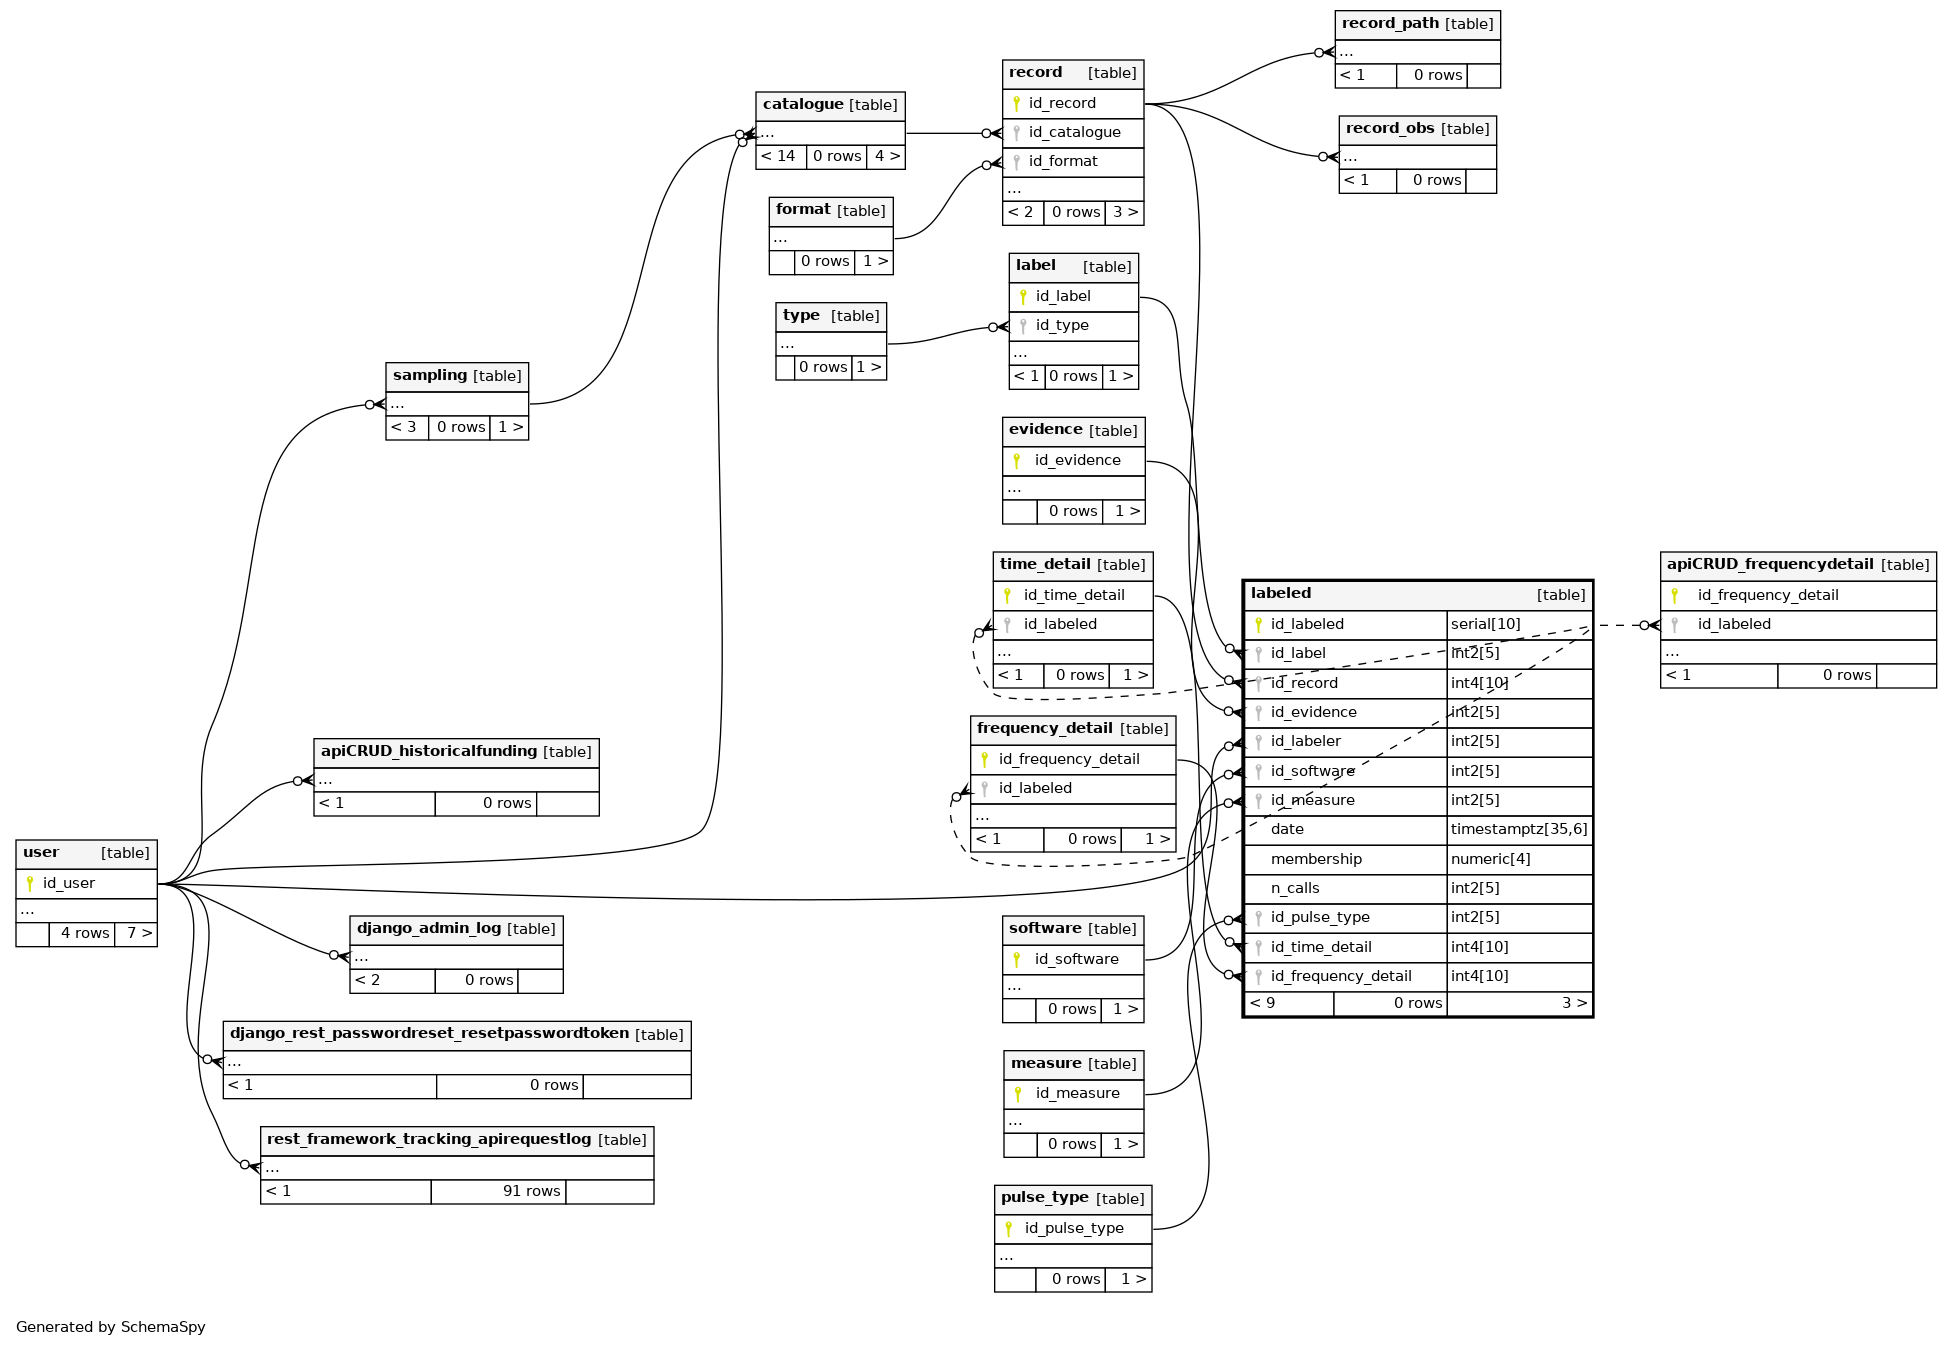 record_path [table]
...
< 1 0 rows
record [table]
id_record
id_catalogue
id_format
...
< 2 0 rows 3 >
catalogue [table]
...
< 14 0 rows 4 >
record_obs [table]
...
< 1 0 rows
format [table]
...
0 rows 1 >
label [table]
id_label
id_type
...
< 1 0 rows 1 >
type [table]
...
0 rows 1 >
sampling [table]
...
< 3 0 rows 1 >
evidence [table]
id_evidence
...
0 rows 1 >
time_detail [table]
id_time_detail
id_labeled
...
< 1 0 rows 1 >
labeled [table]
id_labeled serial[10]
id_label int2[5]
id_record int4[10]
id_evidence int2[5]
id_labeler int2[5]
id_software int2[5]
id_measure int2[5]
date timestamptz[35,6]
membership numeric[4]
n_calls int2[5]
id_pulse_type int2[5]
id_time_detail int4[10]
id_frequency_detail int4[10]
< 9 0 rows 3 >
apiCRUD_frequencydetail [table]
id_frequency_detail
id_labeled
...
< 1 0 rows
frequency_detail [table]
id_frequency_detail
id_labeled
...
< 1 0 rows 1 >
apiCRUD_historicalfunding [table]
...
< 1 0 rows
user [table]
id_user
...
4 rows 7 >
django_admin_log [table]
...
< 2 0 rows
software [table]
id_software
...
0 rows 1 >
django_rest_passwordreset_resetpasswordtoken [table]
...
< 1 0 rows
measure [table]
id_measure
...
0 rows 1 >
rest_framework_tracking_apirequestlog [table]
...
< 1 91 rows
pulse_type [table]
id_pulse_type
...
0 rows 1 >
Generated by SchemaSpy